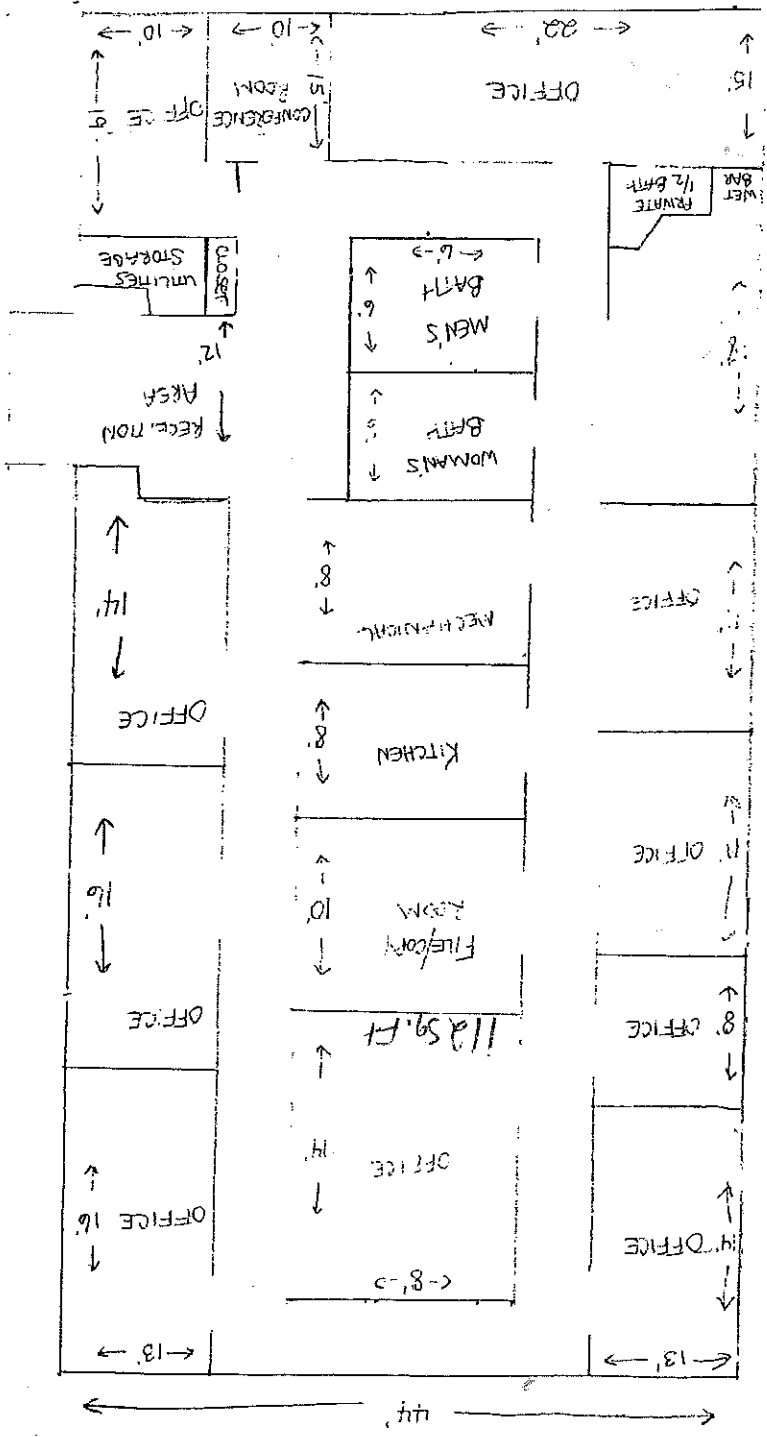 44'
13'
13'
8'
14' OFFICE
OFFICE
14'
OFFICE 16'
8' OFFICE
112 Sq. Ft
OFFICE
11' OFFICE
FILE/COPY
ROOM
10'
16'
KITCHEN
8'
OFFICE
OFFICE
MECHANICAL
8'
14'
WOMAN'S
BATH
RECEPTION
AREA
12'
MEN'S
BATH
6'
6'
CLOSET
UTILITIES
STORAGE
WET
BAR
PRIVATE
1/2 BATH
15'
OFFICE
22'
CONFERENCE
ROOM
15'
10'
OFFICE
19'
10'